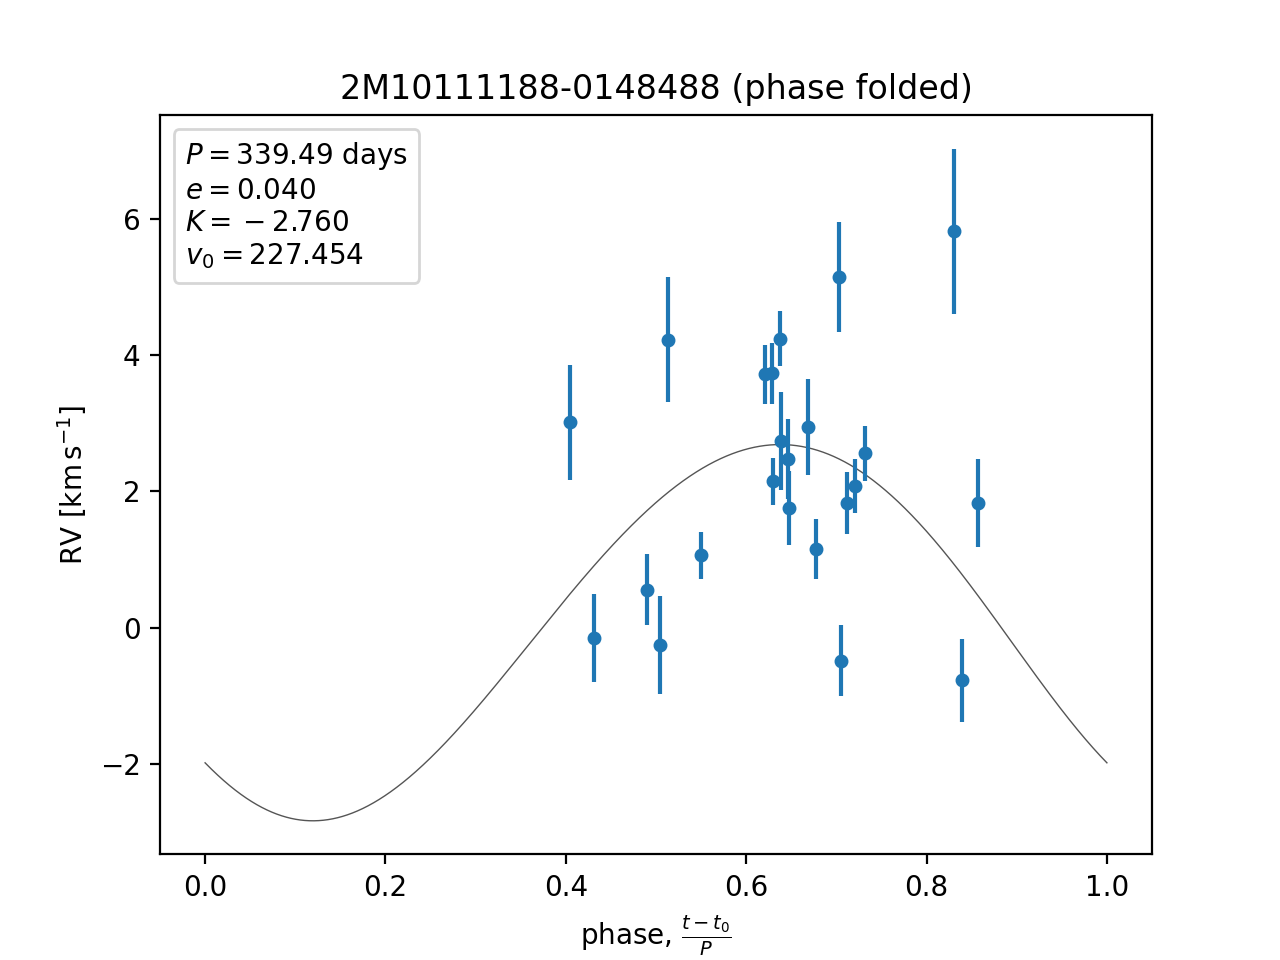 2M10111188-0148488 (phase folded)
P = 339.49 days
e = 0.040
K = −2.760
v₀ = 227.454
6
4
2
0
−2
RV [km s⁻¹]
0.0 0.2 0.4 0.6 0.8 1.0
phase, (t − t₀)/P